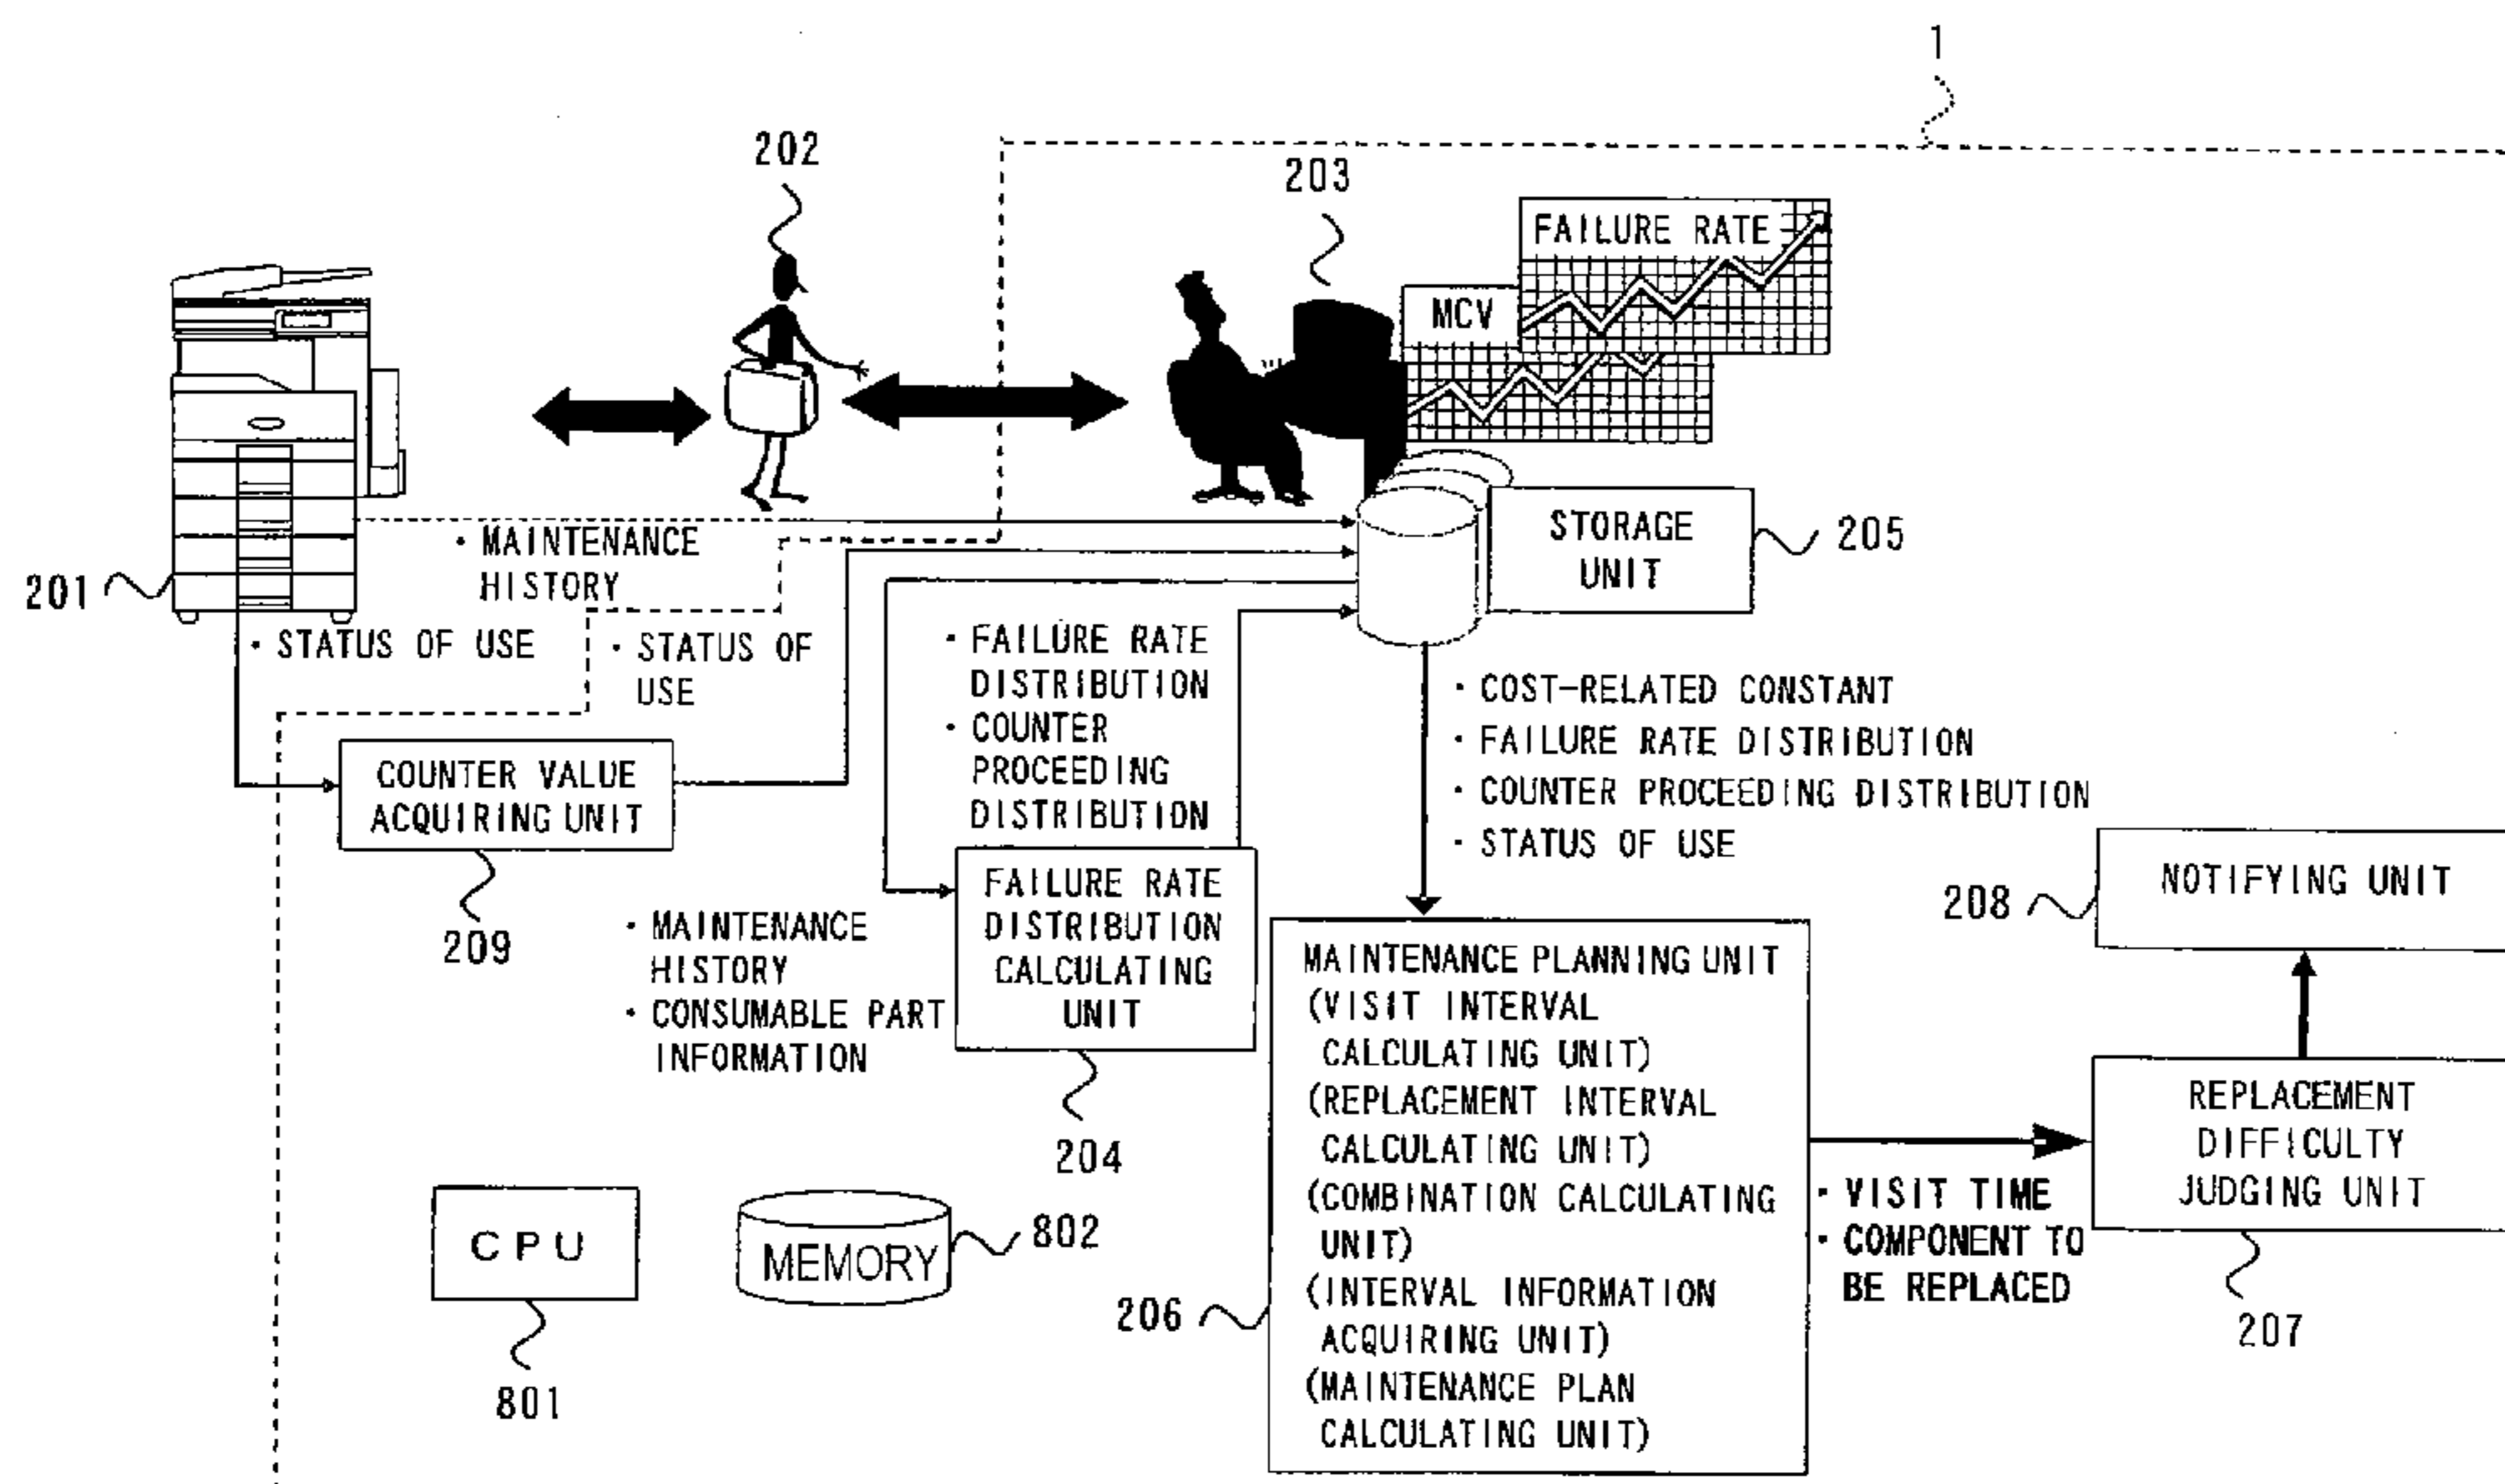 1
202
203
FAILURE RATE
MCV
STORAGE
UNIT
205
201
· MAINTENANCE
HISTORY
· STATUS OF USE
· STATUS OF
USE
· FAILURE RATE
DISTRIBUTION
· COUNTER
PROCEEDING
DISTRIBUTION
· COST-RELATED CONSTANT
· FAILURE RATE DISTRIBUTION
· COUNTER PROCEEDING DISTRIBUTION
· STATUS OF USE
COUNTER VALUE
ACQUIRING UNIT
209
· MAINTENANCE
HISTORY
· CONSUMABLE PART
INFORMATION
FAILURE RATE
DISTRIBUTION
CALCULATING
UNIT
204
NOTIFYING UNIT
208
MAINTENANCE PLANNING UNIT
(VISIT INTERVAL
CALCULATING UNIT)
(REPLACEMENT INTERVAL
CALCULATING UNIT)
(COMBINATION CALCULATING
UNIT)
(INTERVAL INFORMATION
ACQUIRING UNIT)
(MAINTENANCE PLAN
CALCULATING UNIT)
206
· VISIT TIME
· COMPONENT TO
BE REPLACED
REPLACEMENT
DIFFICULTY
JUDGING UNIT
207
CPU
801
MEMORY
802